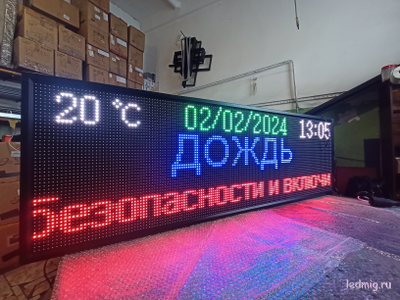 20 °C 02/02/2024 13:05
ДОЖДЬ
Безопасности и включи
ledmig.ru